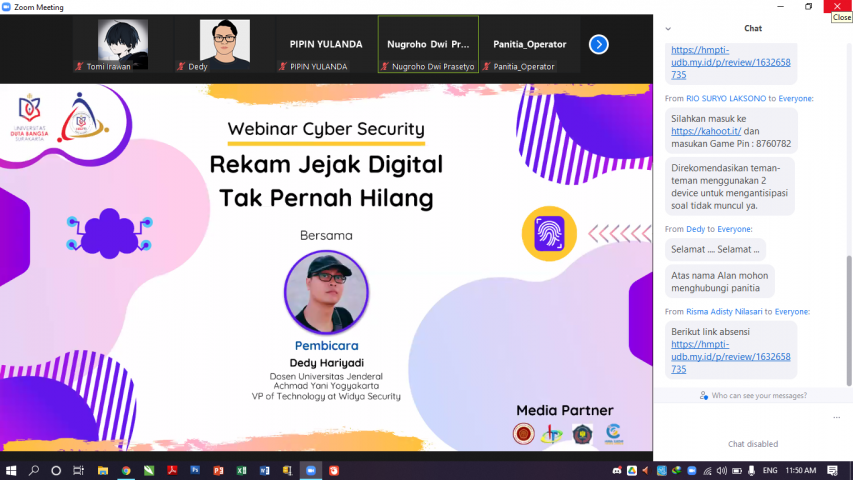 Zoom Meeting
Close
Tomi Irawan
Dedy
PIPIN YULANDA
PIPIN YULANDA
Nugroho Dwi Pr...
Nugroho Dwi Prasetyo
Panitia_Operator
Panitia_Operator
UNIVERSITAS
DUTA BANGSA
SURAKARTA
Webinar Cyber Security
Rekam Jejak Digital
Tak Pernah Hilang
Bersama
Pembicara
Dedy Hariyadi
Dosen Universitas Jenderal
Achmad Yani Yogyakarta
VP of Technology at Widya Security
Media Partner
Chat
https://hmpti-
udb.my.id/p/review/1632658
735
From RIO SURYO LAKSONO to Everyone:
Silahkan masuk ke
https://kahoot.it/ dan
masukan Game Pin : 8760782
Direkomendasikan teman-
teman menggunakan 2
device untuk mengantisipasi
soal tidak muncul ya.
From Dedy to Everyone:
Selamat .... Selamat ...
Atas nama Alan mohon
menghubungi panitia
From Risma Adisty Nilasari to Everyone:
Berikut link absensi
https://hmpti-
udb.my.id/p/review/1632658
735
Who can see your messages?
Chat disabled
ENG
11:50 AM